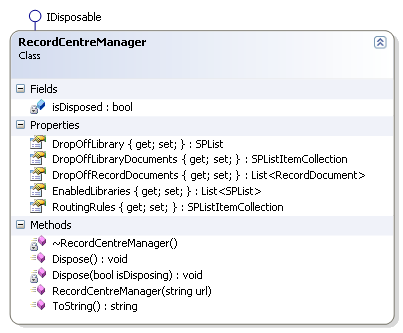 IDisposable
RecordCentreManager
Class
Fields
isDisposed : bool
Properties
DropOffLibrary { get; set; } : SPList
DropOffLibraryDocuments { get; set; } : SPListItemCollection
DropOffRecordDocuments { get; set; } : List<RecordDocument>
EnabledLibraries { get; set; } : List<SPList>
RoutingRules { get; set; } : SPListItemCollection
Methods
~RecordCentreManager()
Dispose() : void
Dispose(bool isDisposing) : void
RecordCentreManager(string url)
ToString() : string